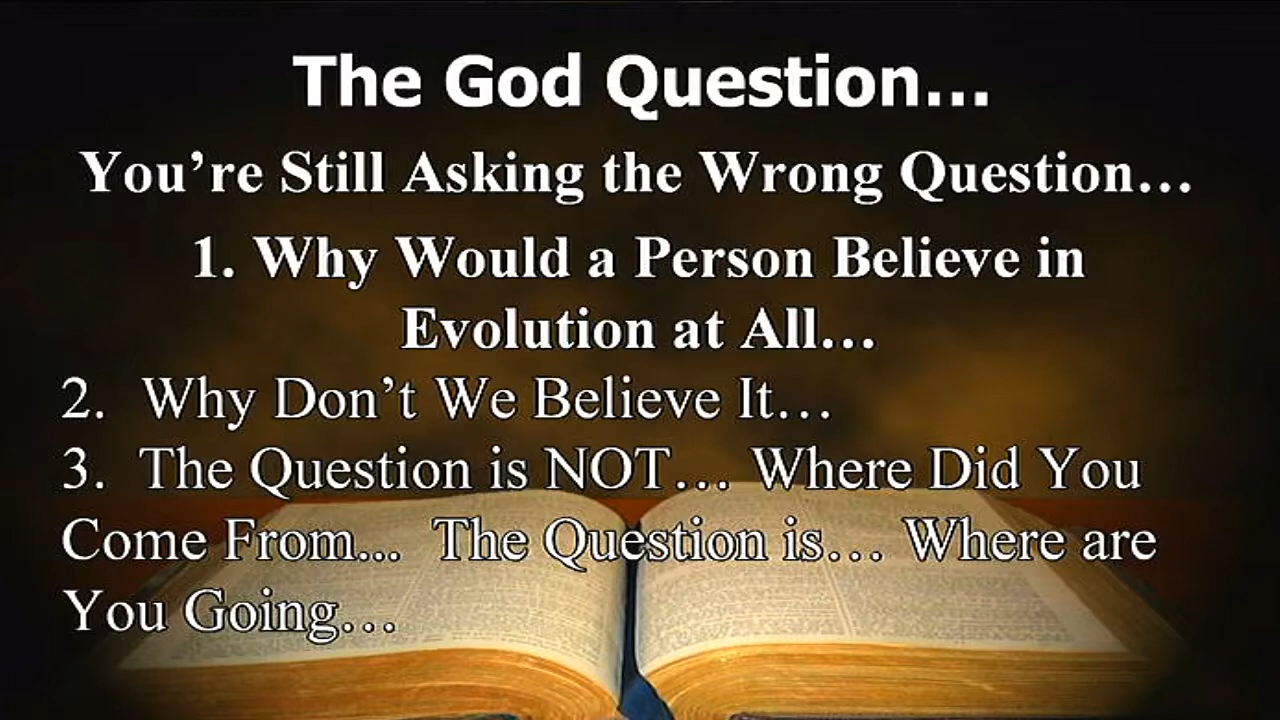 The God Question…
You’re Still Asking the Wrong Question…
1. Why Would a Person Believe in
Evolution at All…
2. Why Don’t We Believe It…
3. The Question is NOT… Where Did You
Come From... The Question is… Where are
You Going…